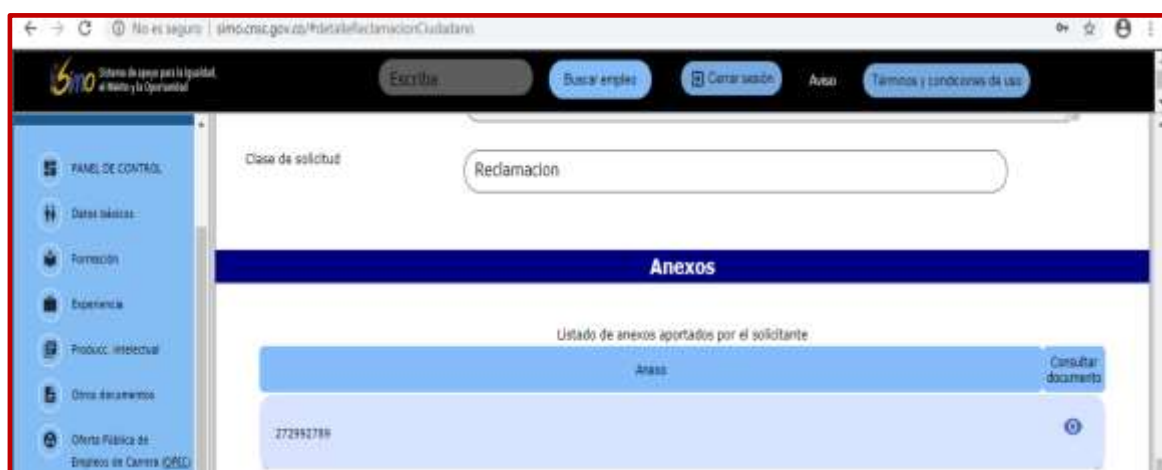 No es seguro | simo.cnsc.gov.co/#detalleReclamacionCiudadano
Simo Sistema de apoyo para la Igualdad,
el Mérito y la Oportunidad
Escriba
Buscar empleo
Cerrar sesión
Aviso
Términos y condiciones de uso
PANEL DE CONTROL
Datos básicos
Formación
Experiencia
Producc. intelectual
Otros documentos
Oferta Pública de
Empleos de Carrera (OPEC)
Clase de solicitud
Reclamacion
Anexos
Listado de anexos aportados por el solicitante
Anexo
Consultar
documento
272992789